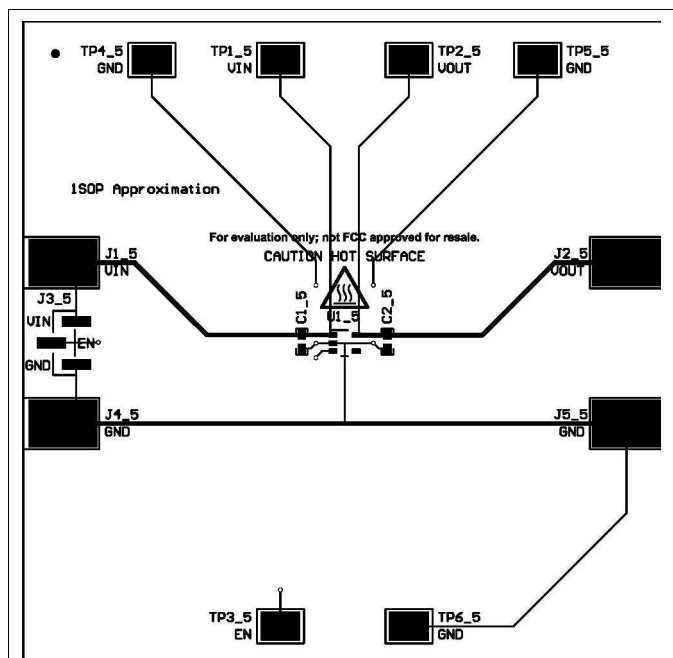 TP4_5
GND
TP1_5
VIN
TP2_5
VOUT
TP5_5
GND
1S0P Approximation
For evaluation only; not FCC approved for resale.
CAUTION HOT SURFACE
J1_5
VIN
J2_5
VOUT
J3_5
VIN
EN
GND
C1_5
U1_5
C2_5
J4_5
GND
J5_5
GND
TP3_5
EN
TP6_5
GND